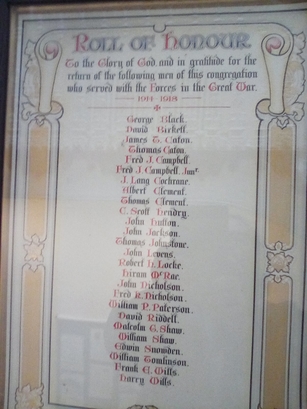 ROLL OF HONOUR
To the Glory of God, and in gratitude for the
return of the following men of this congregation
who served with the Forces in the Great War.
1914 1918
George Black.
David Birkell.
James T. Caton.
Thomas Caton.
Fred J. Campbell.
Fred J. Campbell Junr.
J. Lang Cochrane.
Albert Clement.
Thomas Clement.
C. Scott Hendry.
John Hutton.
John Jackson.
Thomas Johnstone.
John Levens.
Robert H. Locke.
Hiram McRae.
John Nicholson.
Fred R. Nicholson.
William P. Paterson.
David Riddell.
Malcolm G. Shaw.
William Shaw.
Edwin Snowden.
William Tomlinson.
Frank E. Wills.
Harry Wills.